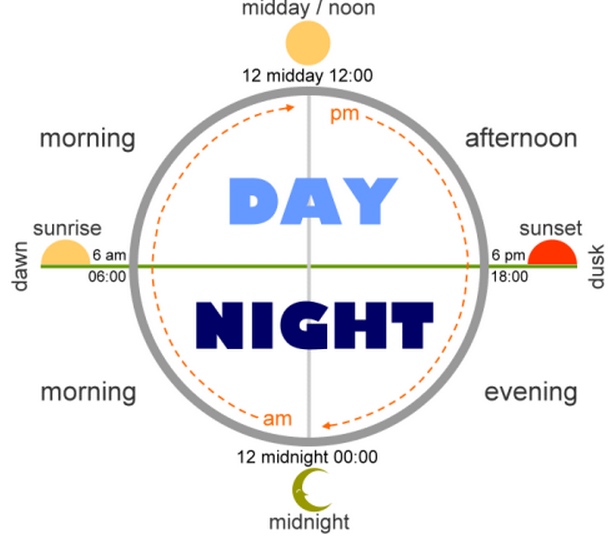 midday / noon
12 midday 12:00
pm
morning
afternoon
DAY
sunrise
sunset
dawn
6 am
06:00
6 pm
18:00
dusk
NIGHT
morning
evening
am
12 midnight 00:00
midnight